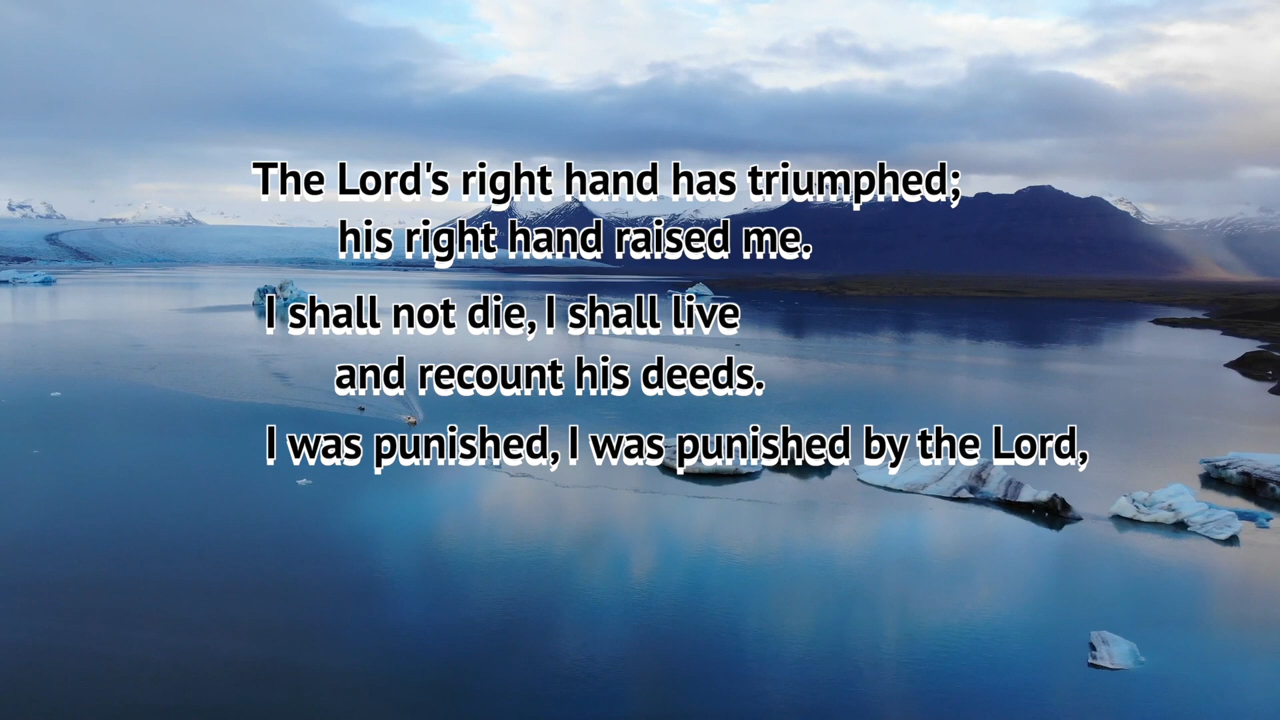 The Lord's right hand has triumphed;
his right hand raised me.
I shall not die, I shall live
and recount his deeds.
I was punished, I was punished by the Lord,